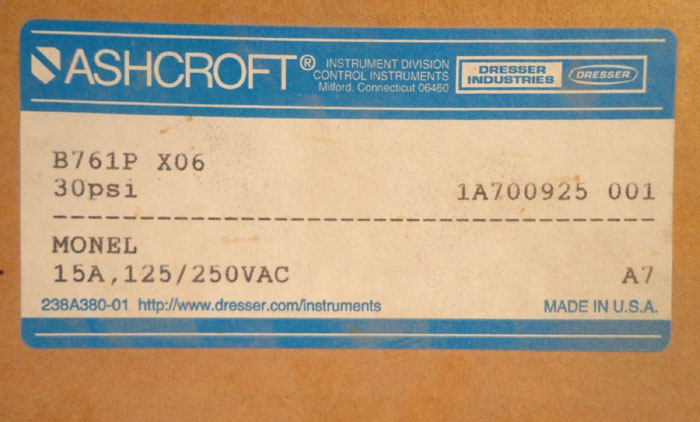 ASHCROFT®
INSTRUMENT DIVISION
CONTROL INSTRUMENTS
Milford, Connecticut 06460
DRESSER
INDUSTRIES
DRESSER
B761P X06
30psi 1A700925 001
MONEL
15A,125/250VAC A7
238A380-01 http://www.dresser.com/instruments MADE IN U.S.A.